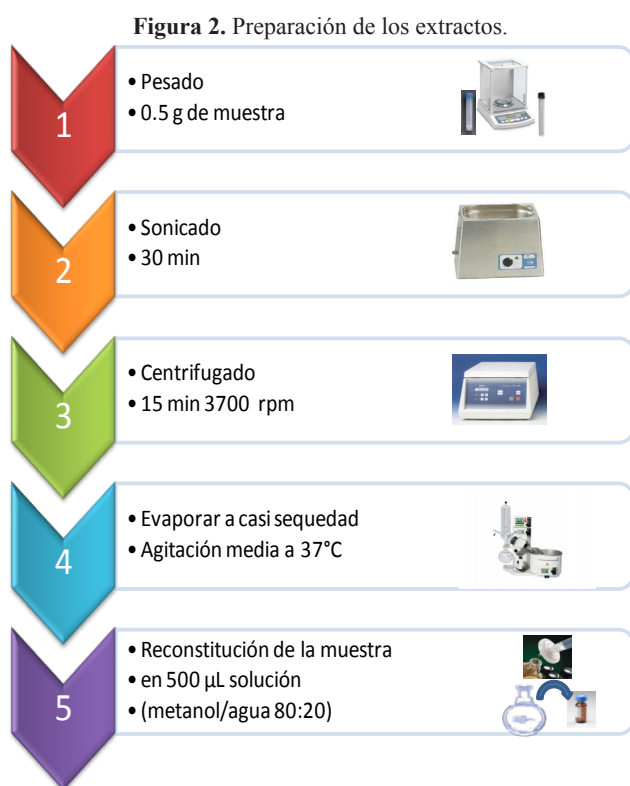 Figura 2. Preparación de los extractos.
1
• Pesado
• 0.5 g de muestra
2
• Sonicado
• 30 min
3
• Centrifugado
• 15 min 3700 rpm
4
• Evaporar a casi sequedad
• Agitación media a 37°C
5
• Reconstitución de la muestra
• en 500 µL solución
• (metanol/agua 80:20)